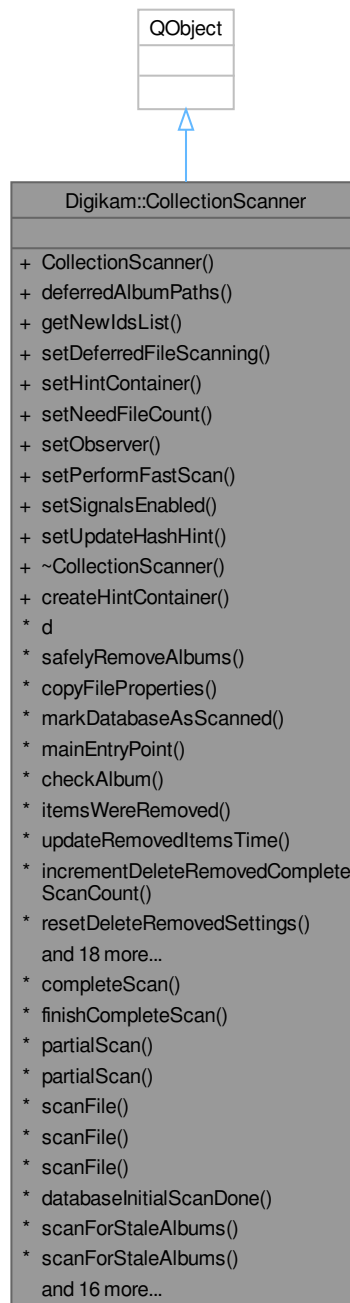 QObject
Digikam::CollectionScanner
+ CollectionScanner()
+ deferredAlbumPaths()
+ getNewIdsList()
+ setDeferredFileScanning()
+ setHintContainer()
+ setNeedFileCount()
+ setObserver()
+ setPerformFastScan()
+ setSignalsEnabled()
+ setUpdateHashHint()
+ ~CollectionScanner()
+ createHintContainer()
* d
* safelyRemoveAlbums()
* copyFileProperties()
* markDatabaseAsScanned()
* mainEntryPoint()
* checkAlbum()
* itemsWereRemoved()
* updateRemovedItemsTime()
* incrementDeleteRemovedComplete
ScanCount()
* resetDeleteRemovedSettings()
and 18 more...
* completeScan()
* finishCompleteScan()
* partialScan()
* partialScan()
* scanFile()
* scanFile()
* scanFile()
* databaseInitialScanDone()
* scanForStaleAlbums()
* scanForStaleAlbums()
and 16 more...